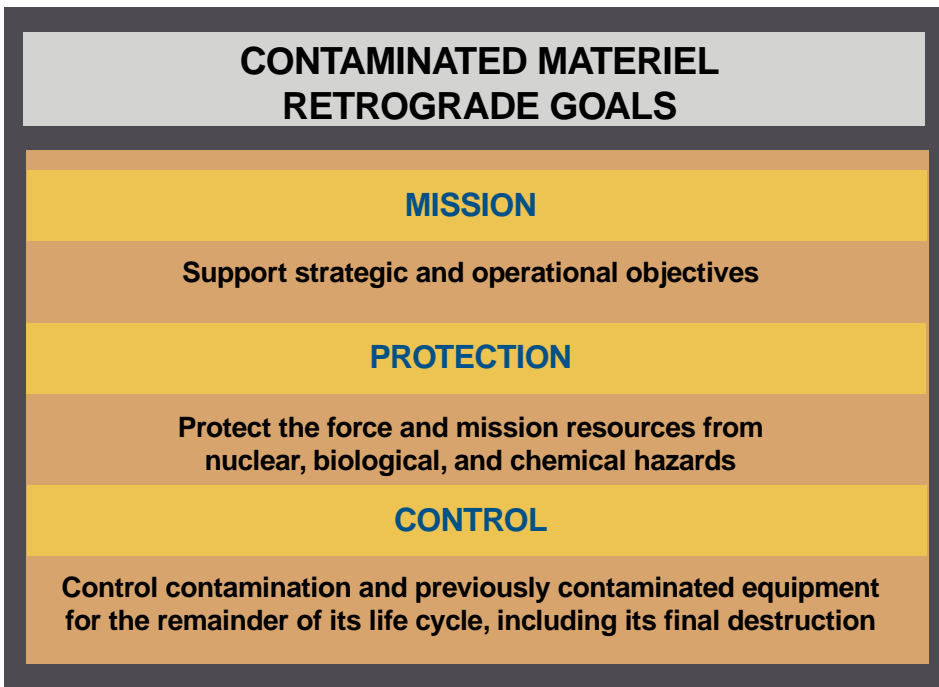 CONTAMINATED MATERIEL
RETROGRADE GOALS
MISSION
Support strategic and operational objectives
PROTECTION
Protect the force and mission resources from
nuclear, biological, and chemical hazards
CONTROL
Control contamination and previously contaminated equipment
for the remainder of its life cycle, including its final destruction